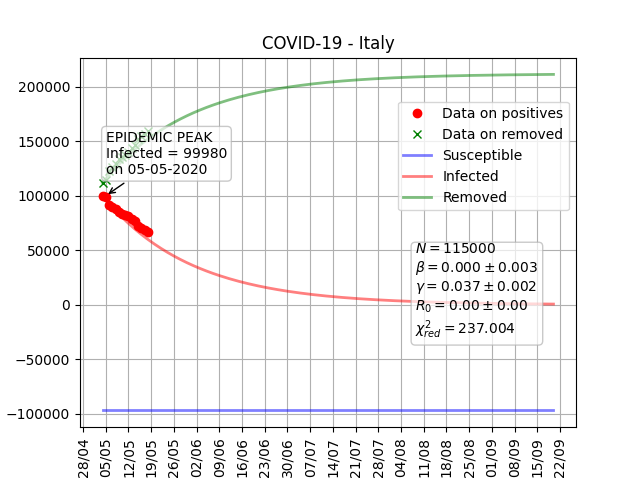 COVID-19 - Italy
200000
150000
100000
50000
0
−50000
−100000
EPIDEMIC PEAK
Infected = 99980
on 05-05-2020
Data on positives
Data on removed
Susceptible
Infected
Removed
N = 115000
β = 0.000 ± 0.003
γ = 0.037 ± 0.002
R₀ = 0.00 ± 0.00
χ²_red = 237.004
28/04
05/05
12/05
19/05
26/05
02/06
09/06
16/06
23/06
30/06
07/07
14/07
21/07
28/07
04/08
11/08
18/08
25/08
01/09
08/09
15/09
22/09